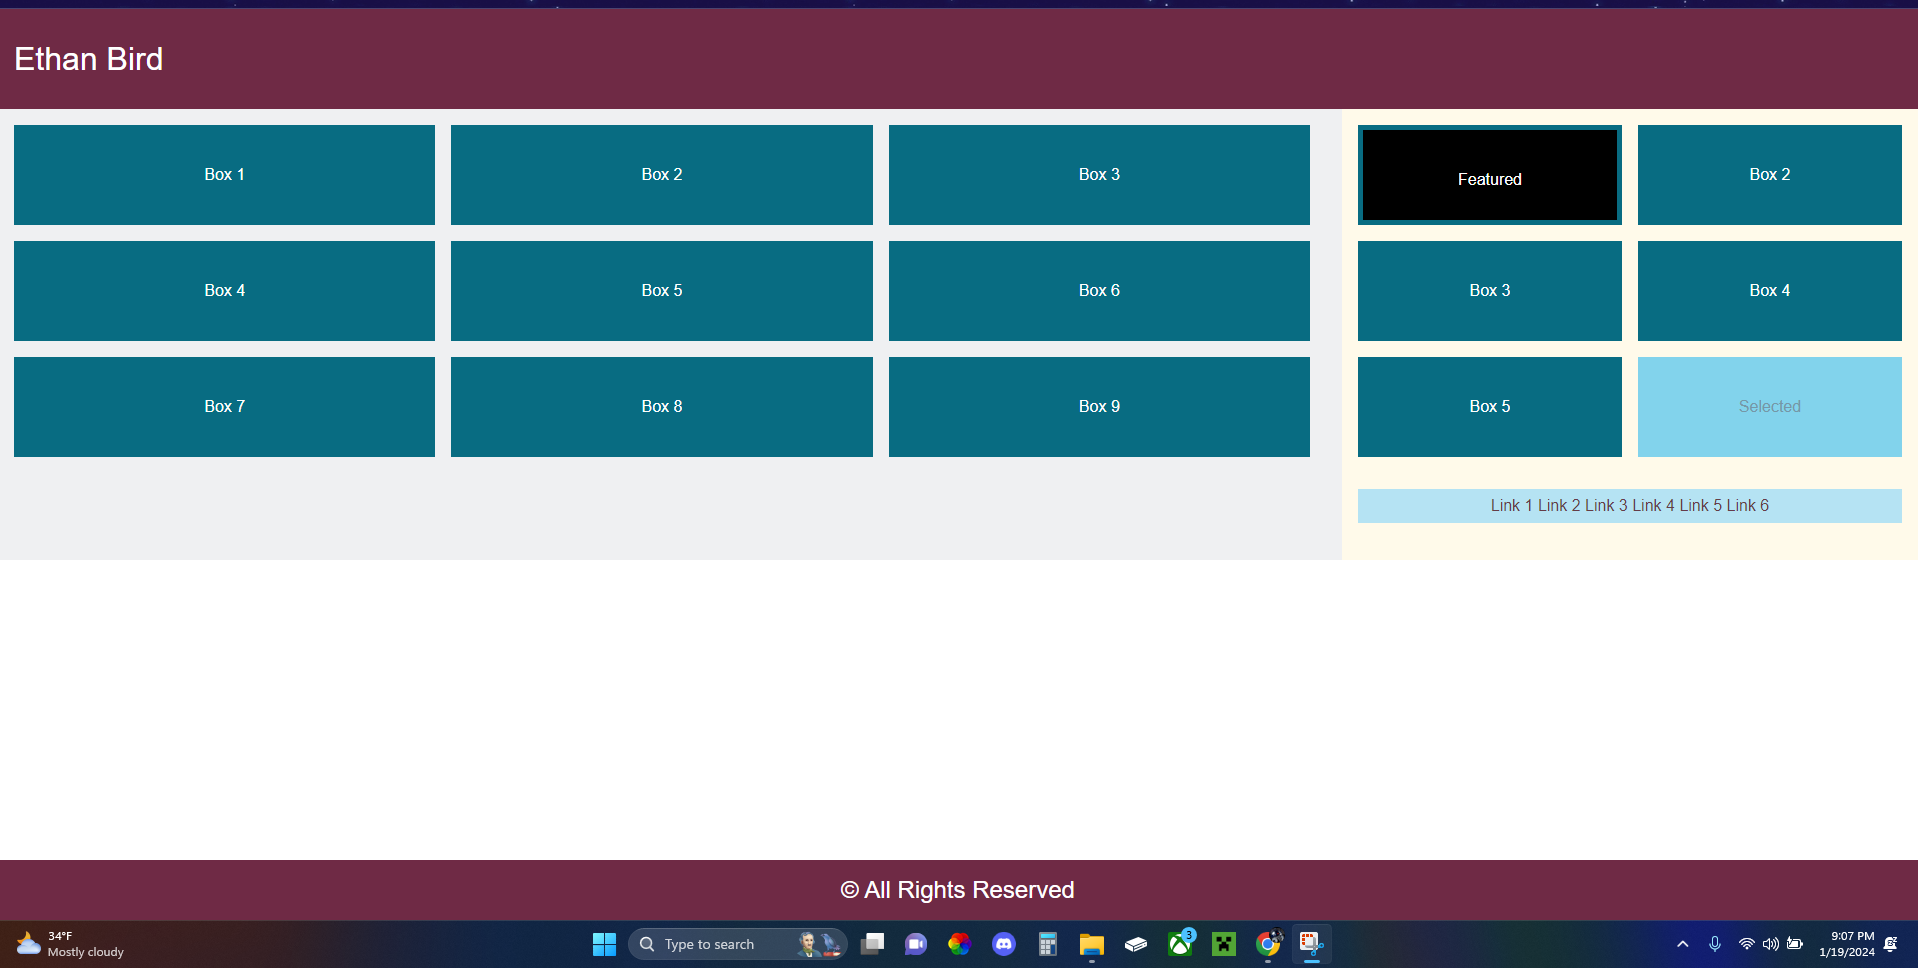 Ethan Bird
Box 1
Box 2
Box 3
Box 4
Box 5
Box 6
Box 7
Box 8
Box 9
Featured
Box 2
Box 3
Box 4
Box 5
Selected
Link 1 Link 2 Link 3 Link 4 Link 5 Link 6
© All Rights Reserved
34°F
Mostly cloudy
Type to search
3
9:07 PM
1/19/2024